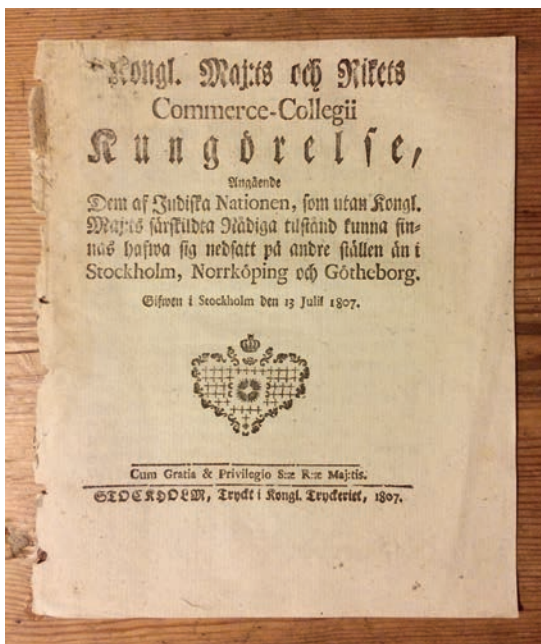 Kongl. Maj:ts och Rikets
Commerce-Collegii
Kungörelse,
Angående
Dem af Judiska Nationen, som utan Kongl.
Maj:ts särskildta Nådiga tilstånd kunna fin-
nas hafwa sig nedsatt på andre ställen än i
Stockholm, Norrköping och Götheborg.
Gifwen i Stockholm den 13 Julii 1807.
Cum Gratia & Privilegio S:æ R:æ Maj:tis.
STOCKHOLM, Tryckt i Kongl. Tryckeriet, 1807.